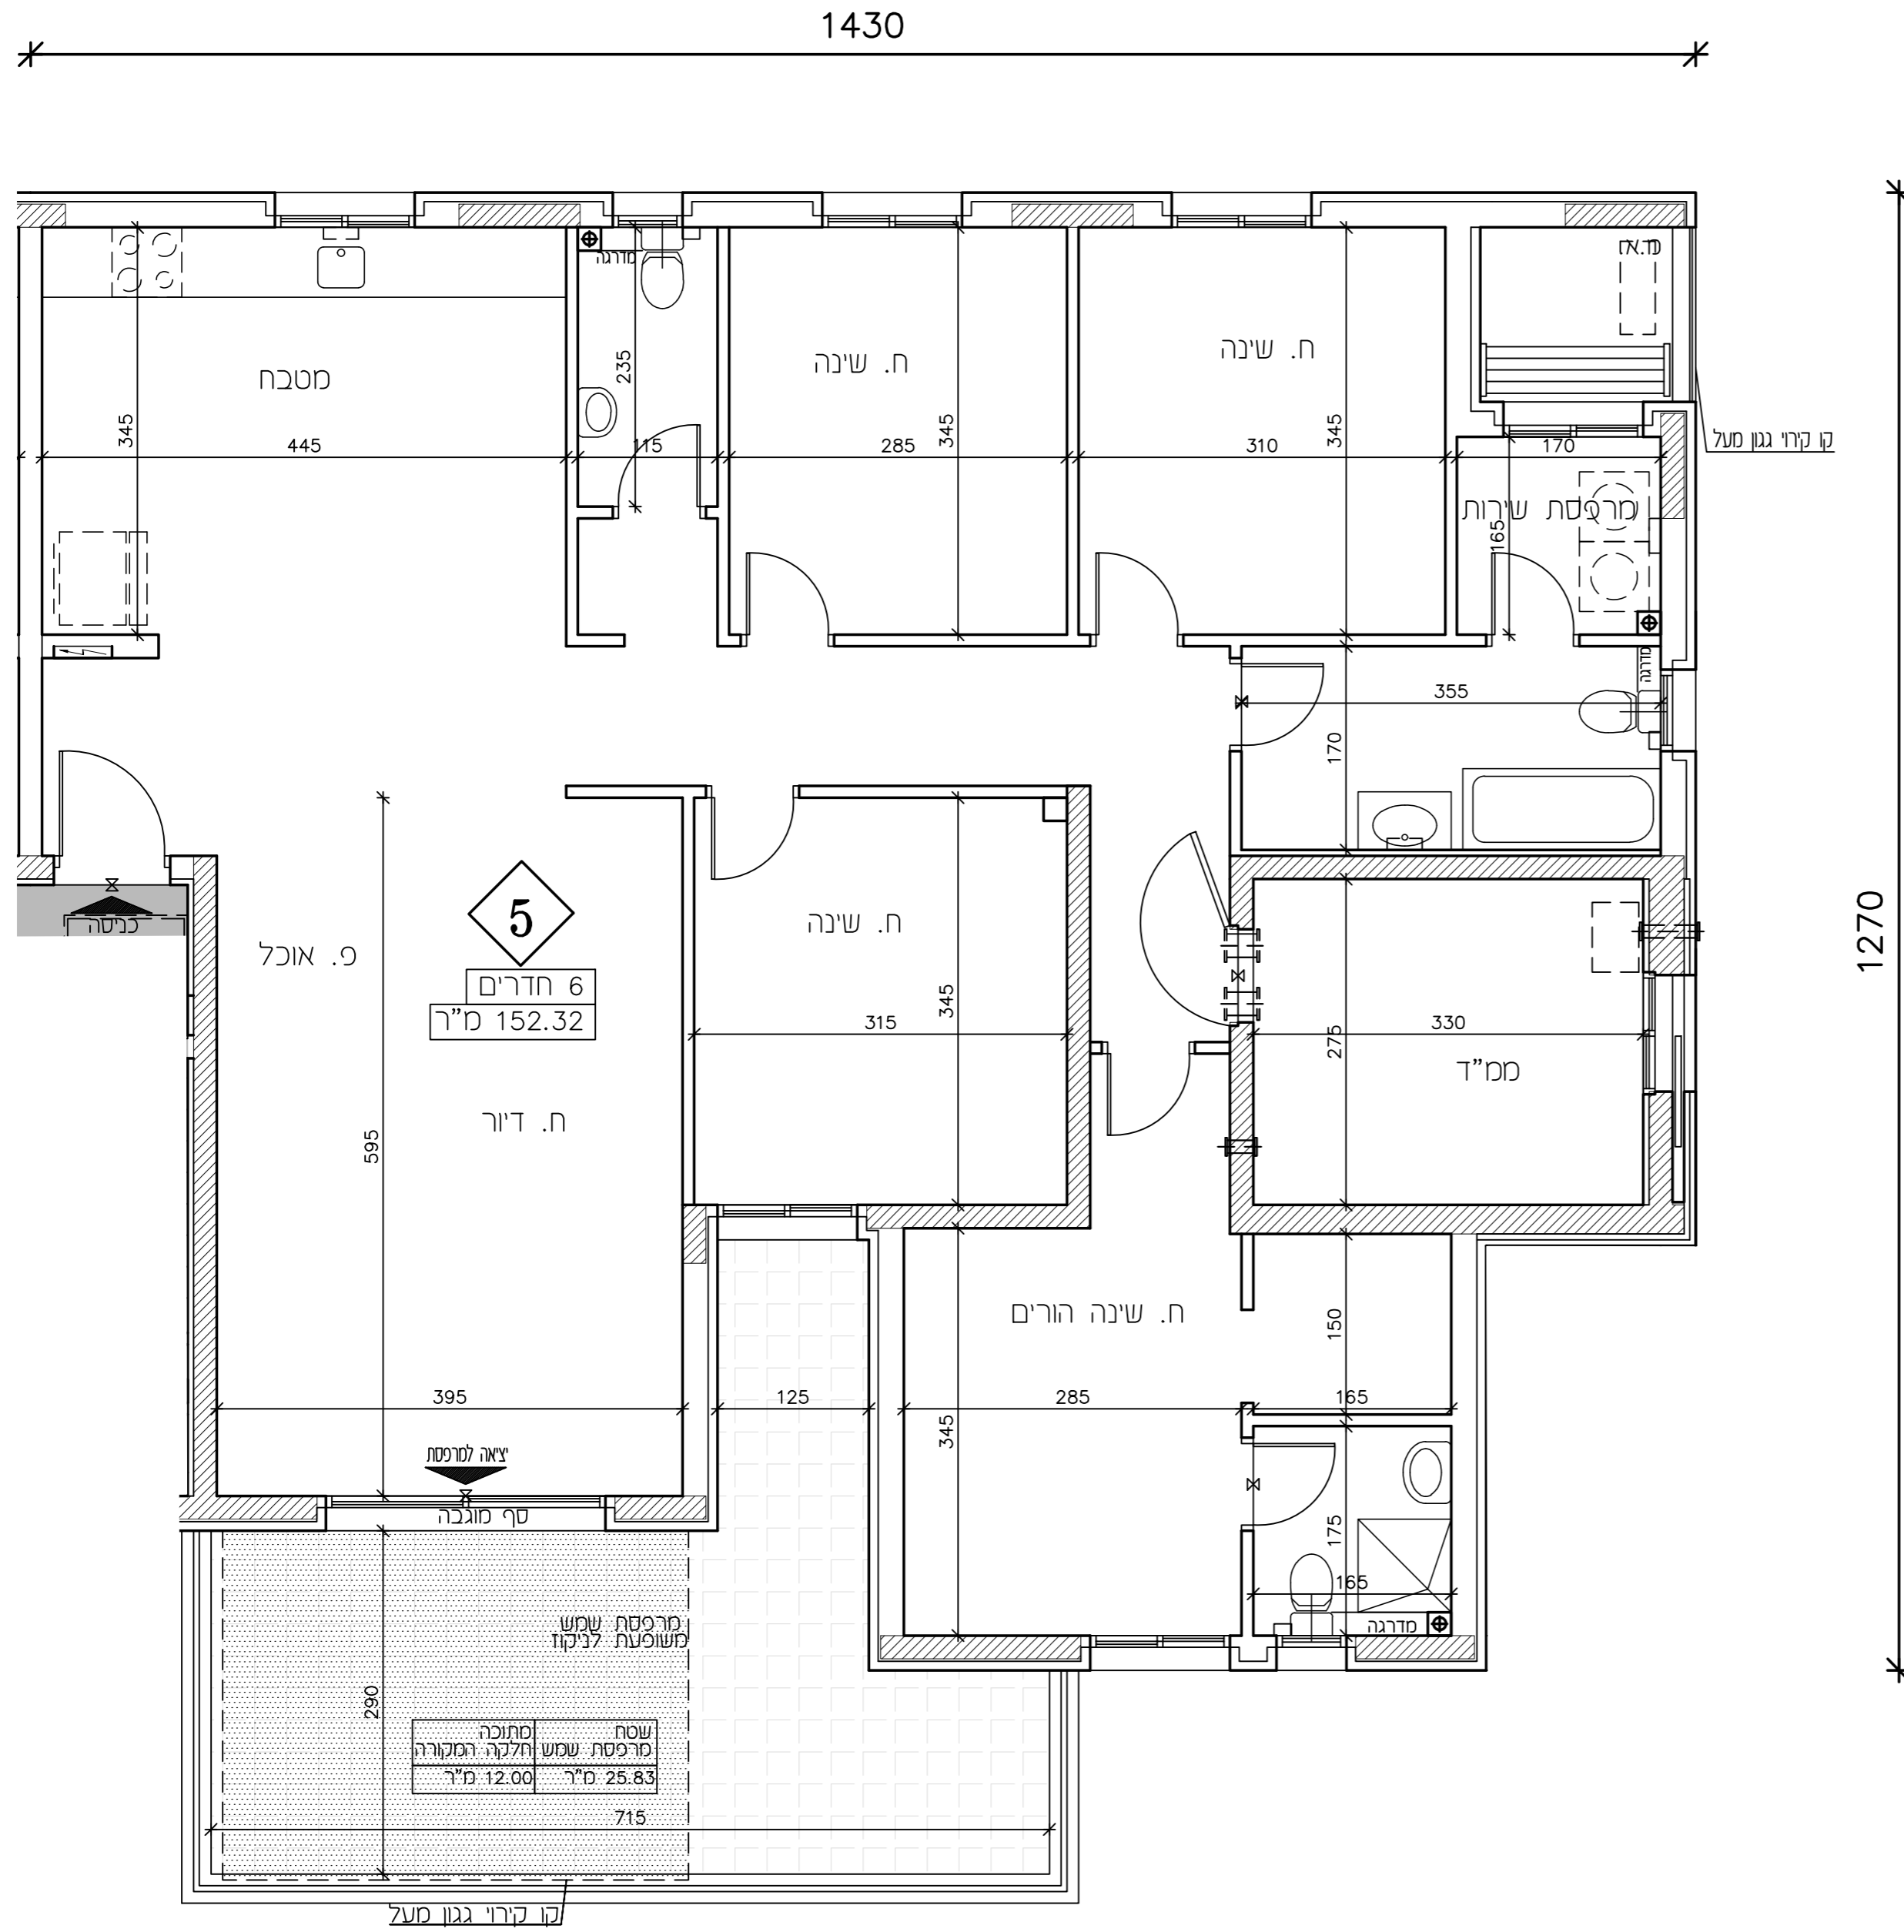 1430
1270
מ.א.
מדרגה
מטבח
ח. שינה
ח. שינה
345
445
235
115
345
285
345
310
170
קו קירוי גגון מעל
מרפסת שירות
165
מדרגה
355
170
כניסה
פ. אוכל
5
6 חדרים
152.32 מ"ר
ח. שינה
345
315
275
330
ממ"ד
ח. דיור
595
ח. שינה הורים
150
395
125
285
165
345
יציאה למרפסת
סף מוגבה
175
165
מדרגה
מרפסת שמש
משופעת לניקוז
290
שטח
מרפסת שמש
מתוכה
חלקה המקורה
25.83 מ"ר
12.00 מ"ר
715
קו קירוי גגון מעל